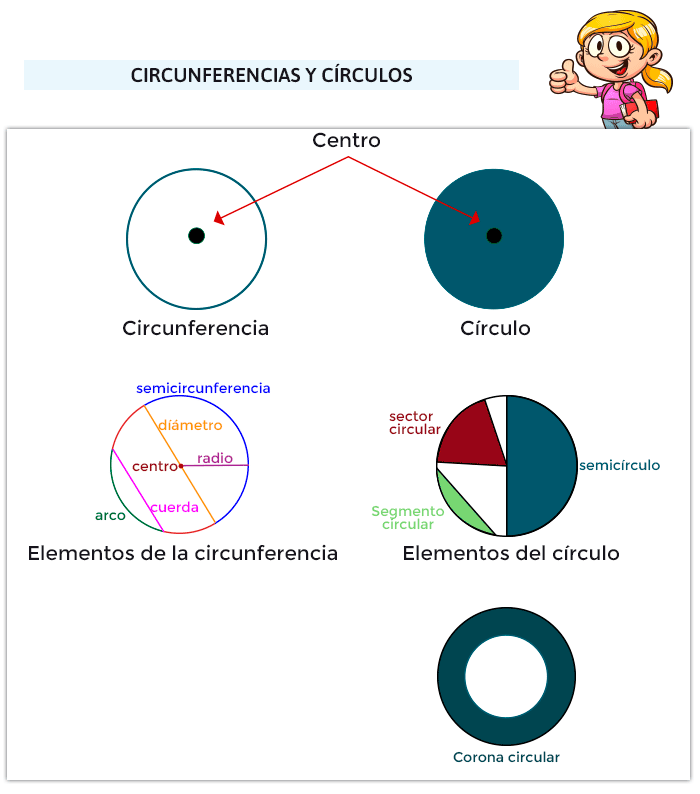 CIRCUNFERENCIAS Y CÍRCULOS
Centro
Circunferencia
Círculo
semicircunferencia
díámetro
radio
centro
cuerda
arco
Elementos de la circunferencia
sector
circular
semicírculo
Segmento
circular
Elementos del círculo
Corona circular